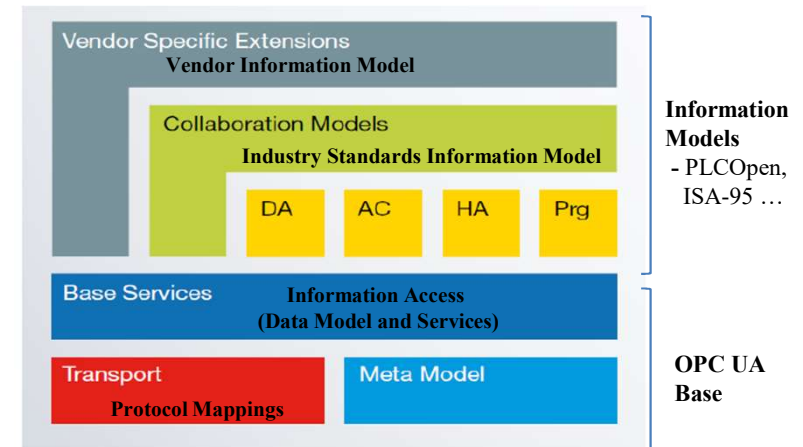 Vendor Specific Extensions
Vendor Information Model
Collaboration Models
Industry Standards Information Model
DA
AC
HA
Prg
Base Services
Information Access
(Data Model and Services)
Transport
Protocol Mappings
Meta Model
Information
Models
- PLCOpen,
ISA-95 …
OPC UA
Base